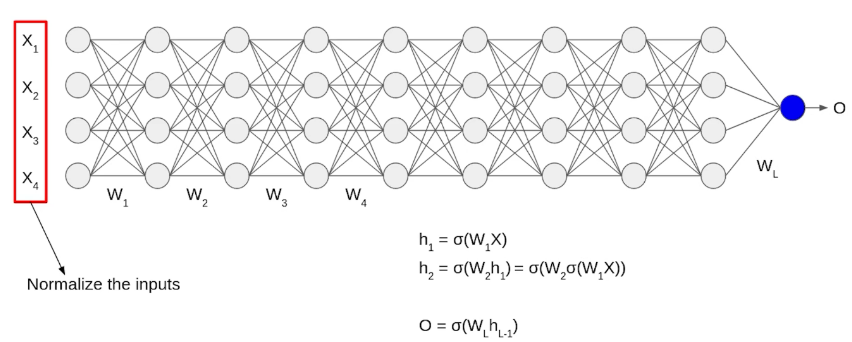 X1
X2
X3
X4
O
W1 W2 W3 W4
WL
h1 = σ(W1X)
h2 = σ(W2h1) = σ(W2σ(W1X))
Normalize the inputs
O = σ(WLhL-1)